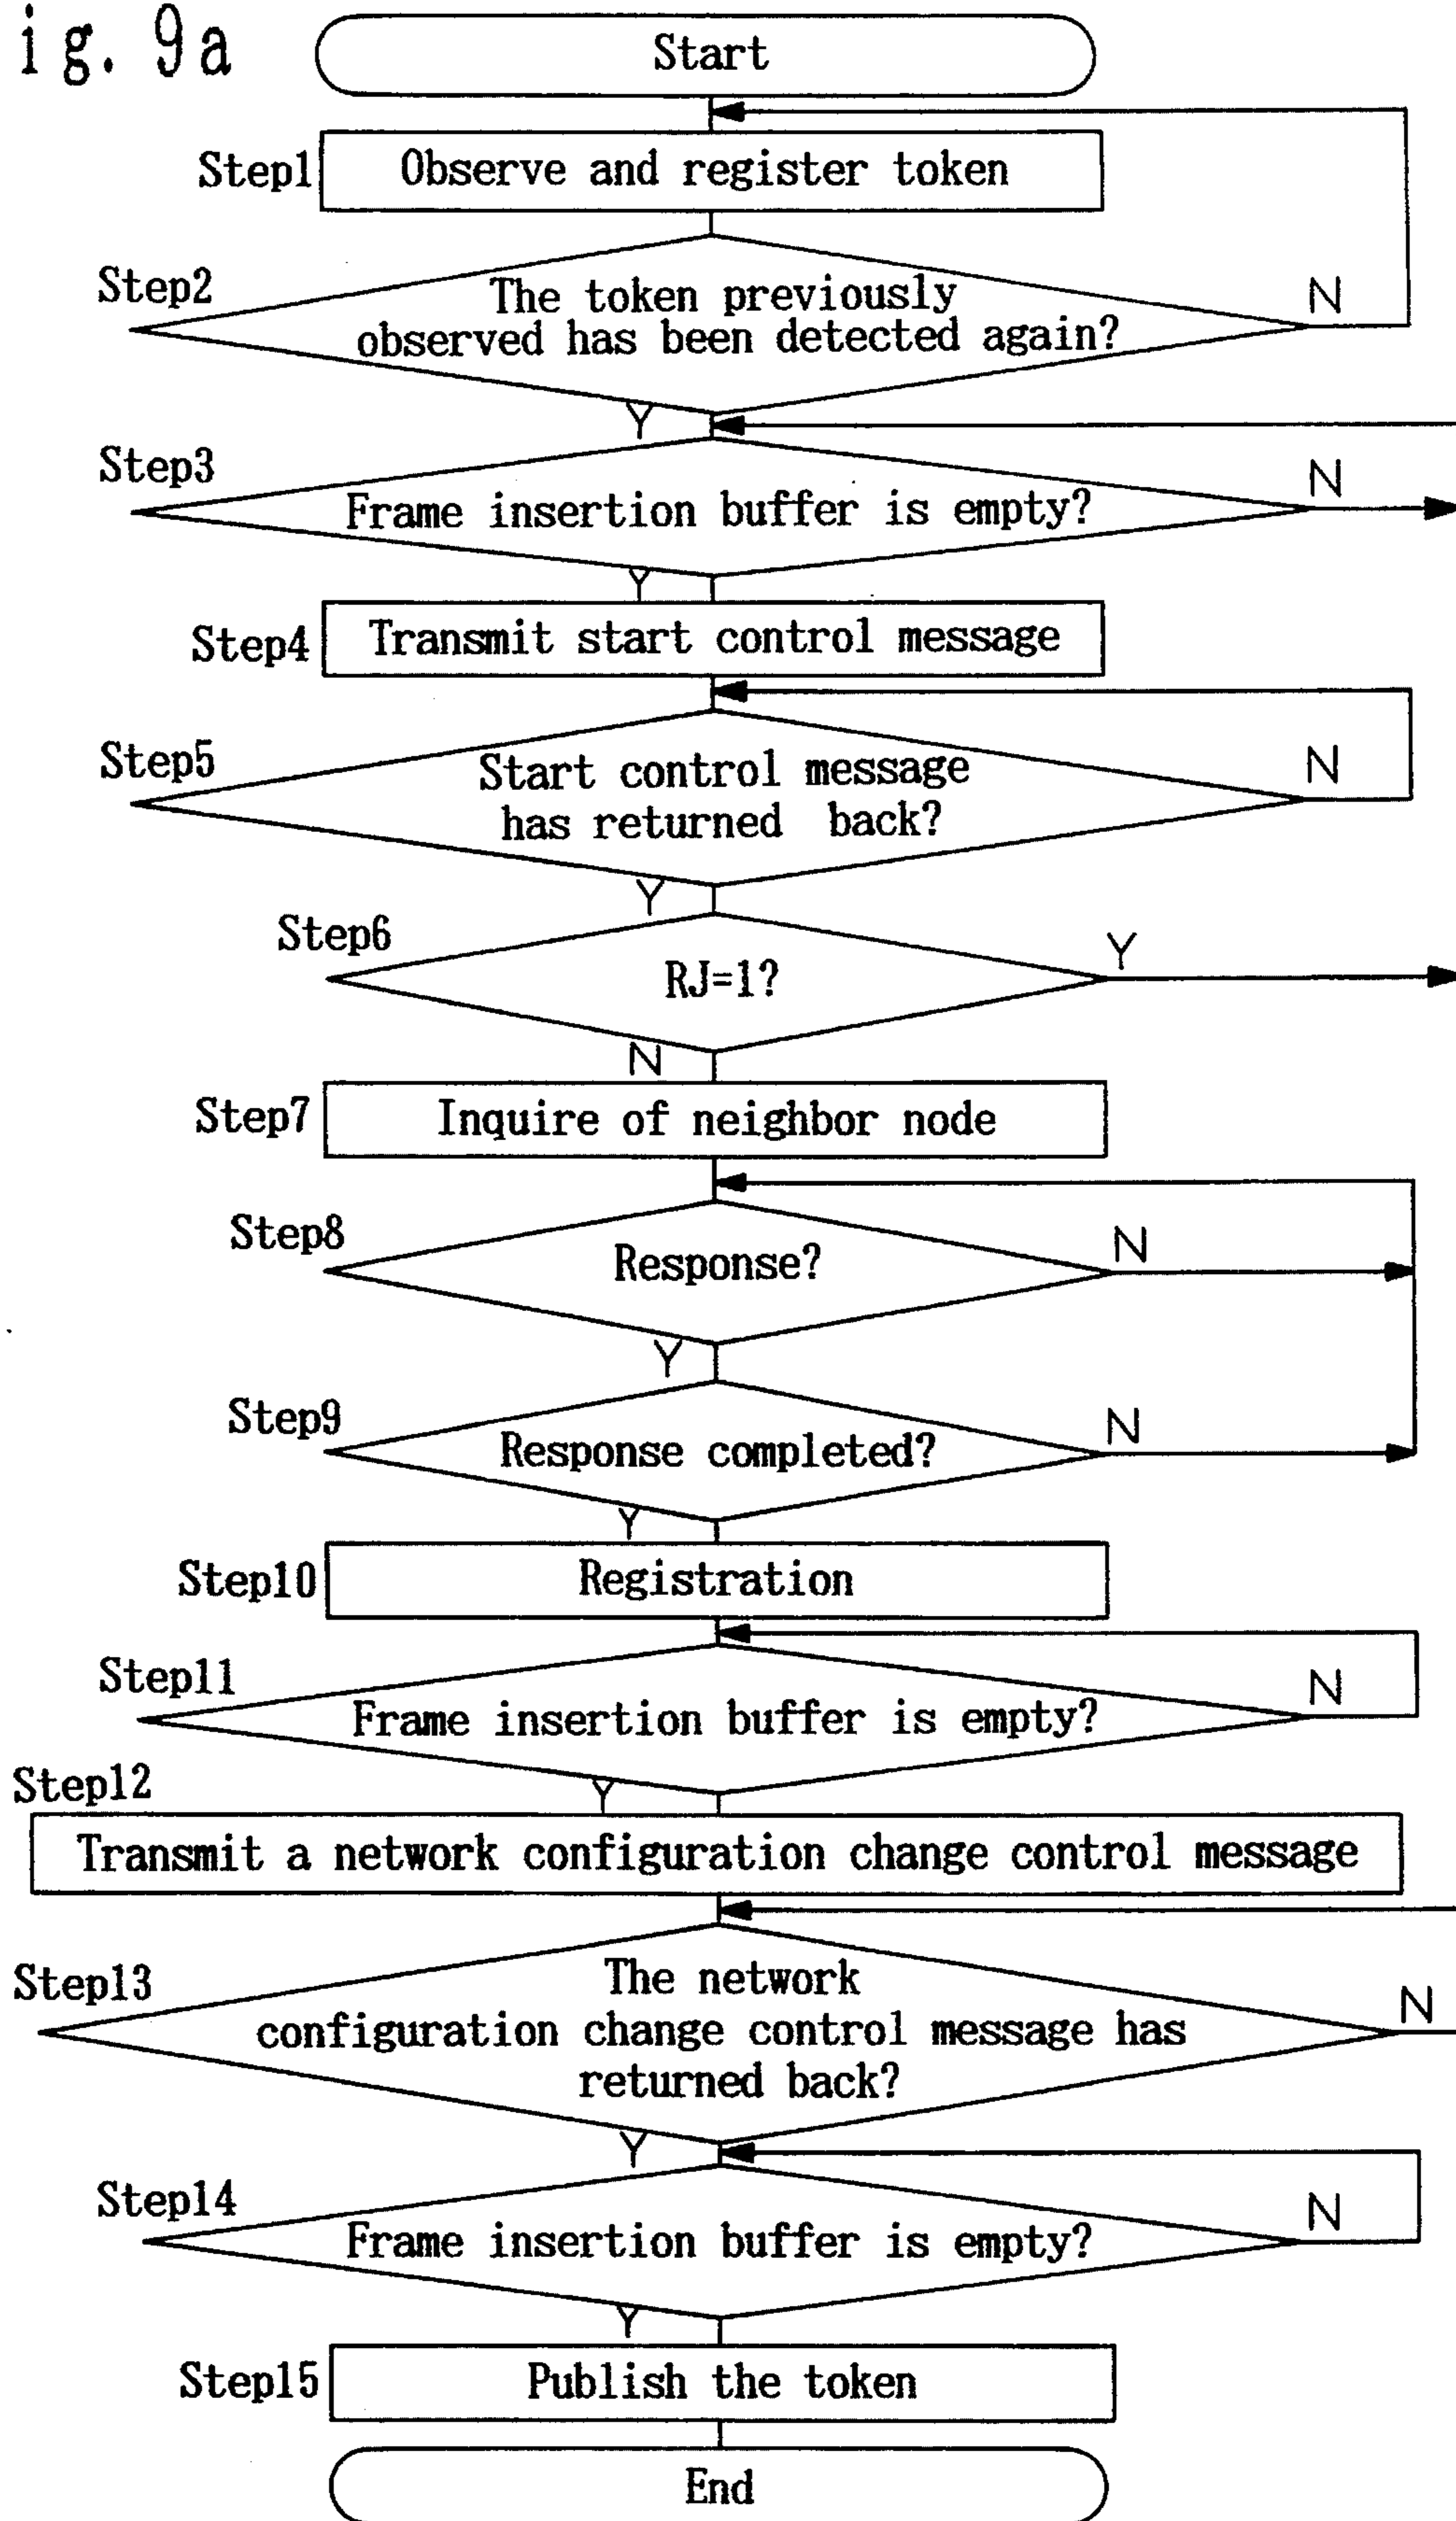 ig. 9a
Start
Step1
Observe and register token
Step2
The token previously
observed has been detected again?
N
Y
Step3
Frame insertion buffer is empty?
N
Y
Step4
Transmit start control message
Step5
Start control message
has returned back?
N
Y
Step6
RJ=1?
Y
N
Step7
Inquire of neighbor node
Step8
Response?
N
Y
Step9
Response completed?
N
Y
Step10
Registration
Step11
Frame insertion buffer is empty?
N
Y
Step12
Transmit a network configuration change control message
Step13
The network
configuration change control message has
returned back?
N
Y
Step14
Frame insertion buffer is empty?
N
Y
Step15
Publish the token
End